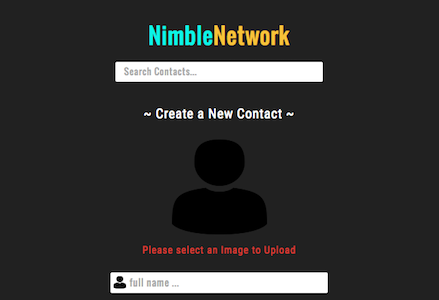 NimbleNetwork
Search Contacts...
~ Create a New Contact ~
Please select an Image to Upload
full name ...